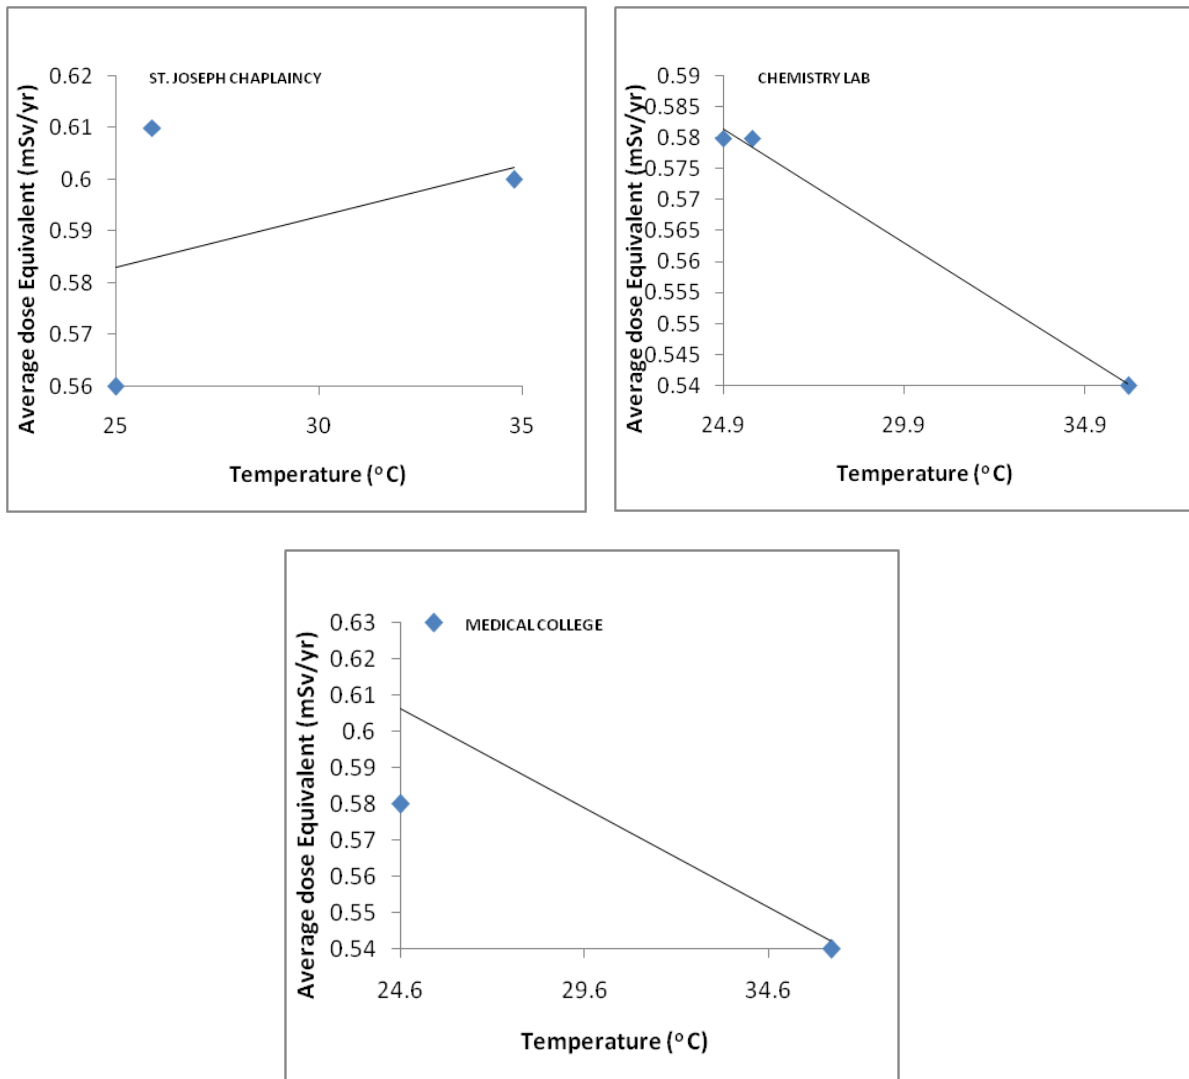 ST. JOSEPH CHAPLAINCY
Average dose Equivalent (mSv/yr)
0.62
0.61
0.6
0.59
0.58
0.57
0.56
25 30 35
Temperature (°C)
CHEMISTRY LAB
Average dose Equivalent (mSv/yr)
0.59
0.585
0.58
0.575
0.57
0.565
0.56
0.555
0.55
0.545
0.54
24.9 29.9 34.9
Temperature (°C)
MEDICAL COLLEGE
Average dose Equivalent (mSv/yr)
0.63
0.62
0.61
0.6
0.59
0.58
0.57
0.56
0.55
0.54
24.6 29.6 34.6
Temperature (°C)